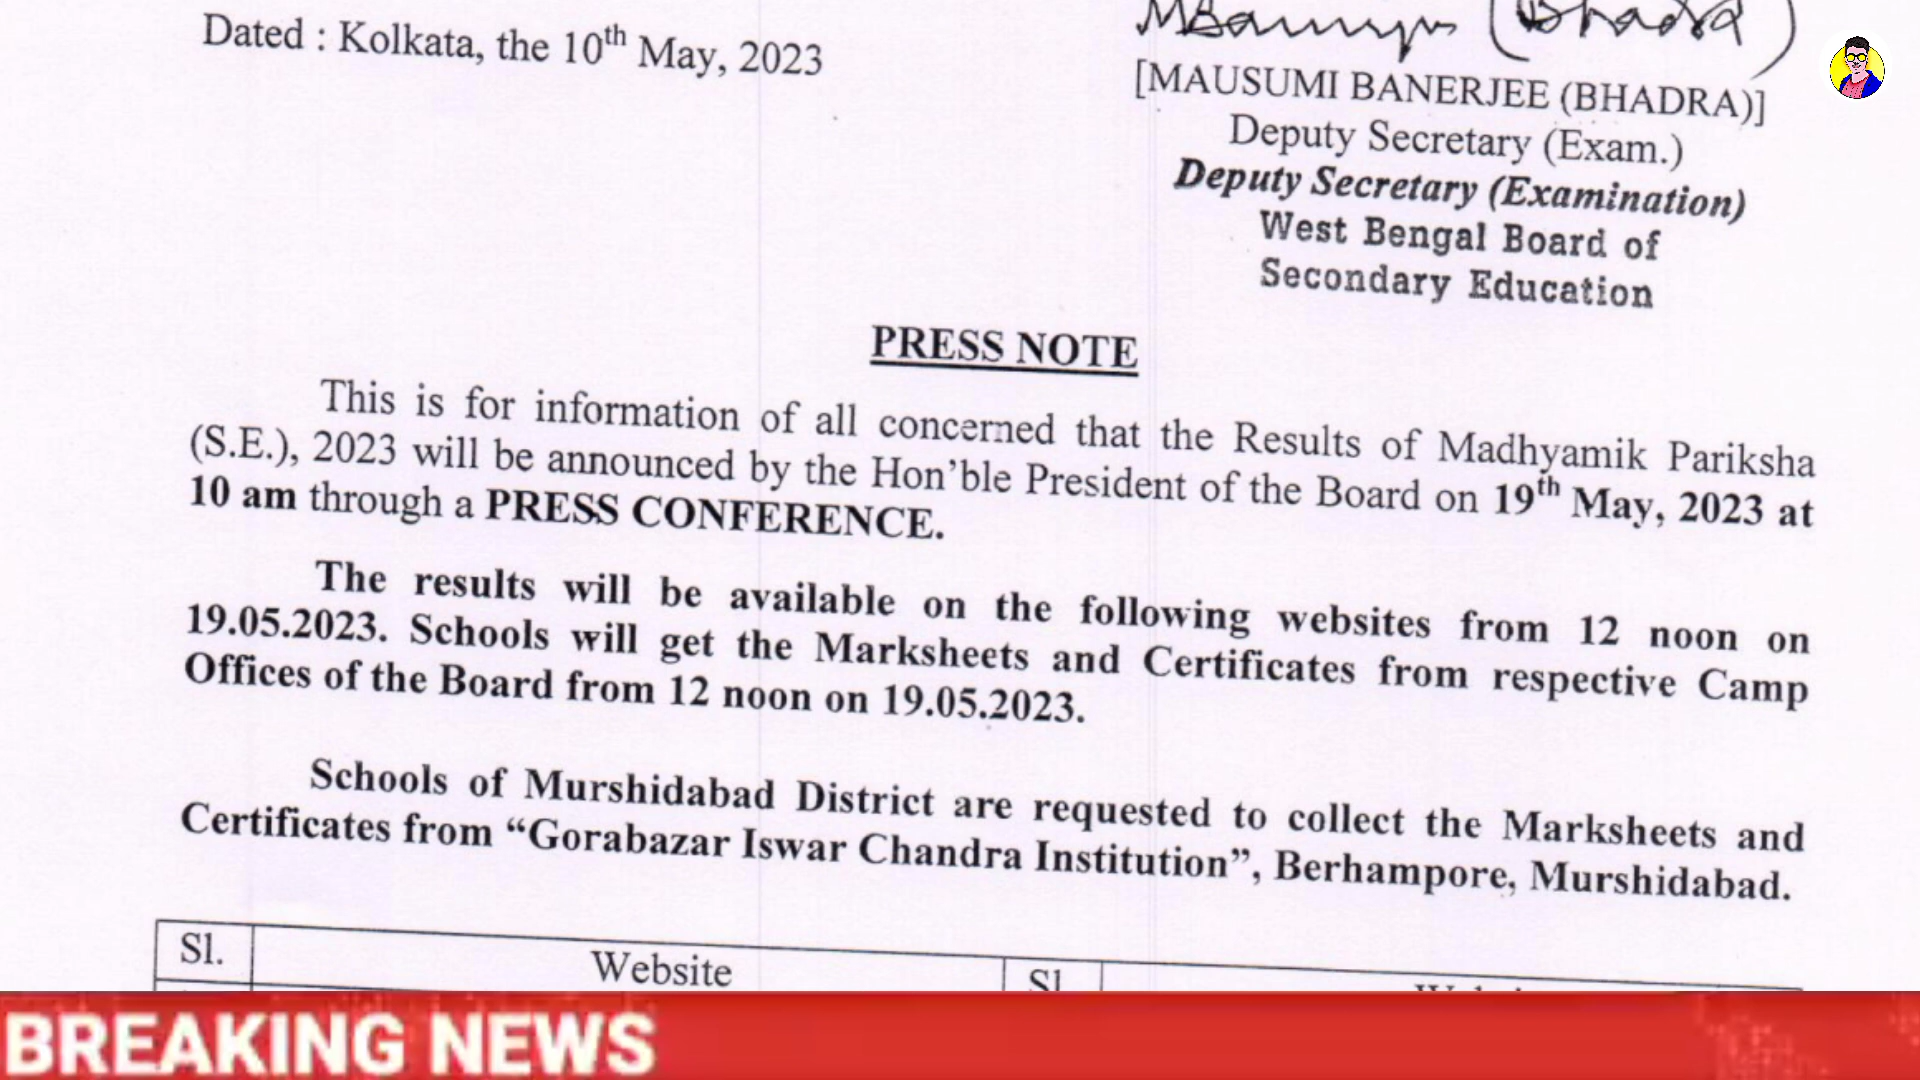 Dated : Kolkata, the 10th May, 2023
(Bhadra)
[MAUSUMI BANERJEE (BHADRA)]
Deputy Secretary (Exam.)
Deputy Secretary (Examination)
West Bengal Board of
Secondary Education
PRESS NOTE
This is for information of all concerned that the Results of Madhyamik Pariksha
(S.E.), 2023 will be announced by the Hon'ble President of the Board on 19th May, 2023 at
10 am through a PRESS CONFERENCE.
The results will be available on the following websites from 12 noon on
19.05.2023. Schools will get the Marksheets and Certificates from respective Camp
Offices of the Board from 12 noon on 19.05.2023.
Schools of Murshidabad District are requested to collect the Marksheets and
Certificates from “Gorabazar Iswar Chandra Institution”, Berhampore, Murshidabad.
Sl. Website Sl
BREAKING NEWS